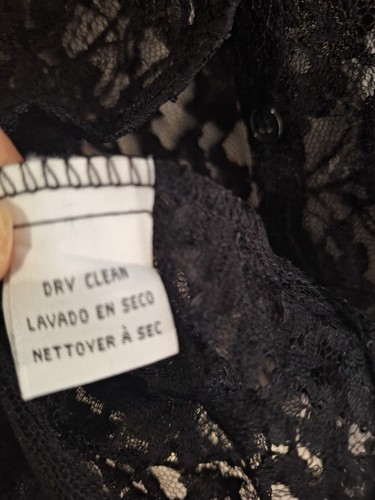 DRY CLEAN
LAVADO EN SECO
NETTOYER À SEC